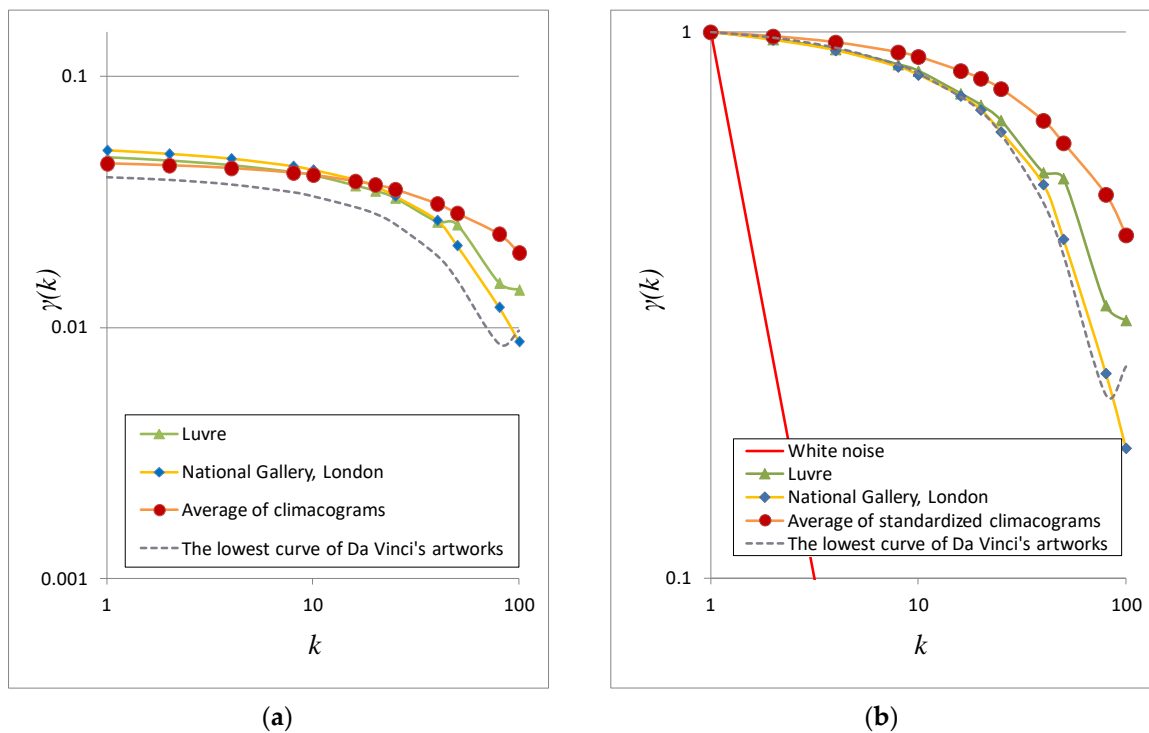 0.1
0.01
0.001
γ(k)
Luvre
National Gallery, London
Average of climacograms
The lowest curve of Da Vinci's artworks
1
10
100
k
(a)
1
0.1
γ(k)
White noise
Luvre
National Gallery, London
Average of standardized climacograms
The lowest curve of Da Vinci's artworks
1
10
100
k
(b)